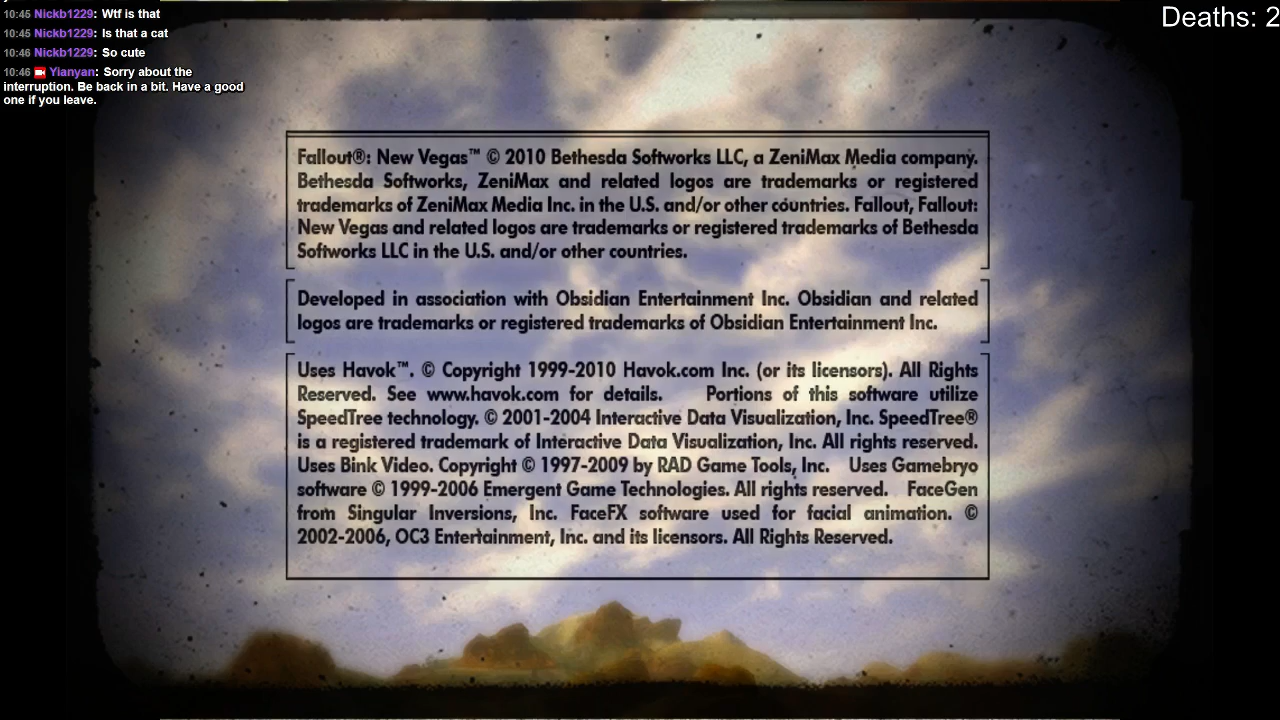 10:45 Nickb1229: Wtf is that
10:45 Nickb1229: Is that a cat
10:46 Nickb1229: So cute
10:46 Yianyan: Sorry about the
interruption. Be back in a bit. Have a good
one if you leave.
Deaths: 2
Fallout®: New Vegas™ © 2010 Bethesda Softworks LLC, a ZeniMax Media company.
Bethesda Softworks, ZeniMax and related logos are trademarks or registered
trademarks of ZeniMax Media Inc. in the U.S. and/or other countries. Fallout, Fallout:
New Vegas and related logos are trademarks or registered trademarks of Bethesda
Softworks LLC in the U.S. and/or other countries.
Developed in association with Obsidian Entertainment Inc. Obsidian and related
logos are trademarks or registered trademarks of Obsidian Entertainment Inc.
Uses Havok™. © Copyright 1999-2010 Havok.com Inc. (or its licensors). All Rights
Reserved. See www.havok.com for details. Portions of this software utilize
SpeedTree technology. © 2001-2004 Interactive Data Visualization, Inc. SpeedTree®
is a registered trademark of Interactive Data Visualization, Inc. All rights reserved.
Uses Bink Video. Copyright © 1997-2009 by RAD Game Tools, Inc. Uses Gamebryo
software © 1999-2006 Emergent Game Technologies. All rights reserved. FaceGen
from Singular Inversions, Inc. FaceFX software used for facial animation. ©
2002-2006, OC3 Entertainment, Inc. and its licensors. All Rights Reserved.